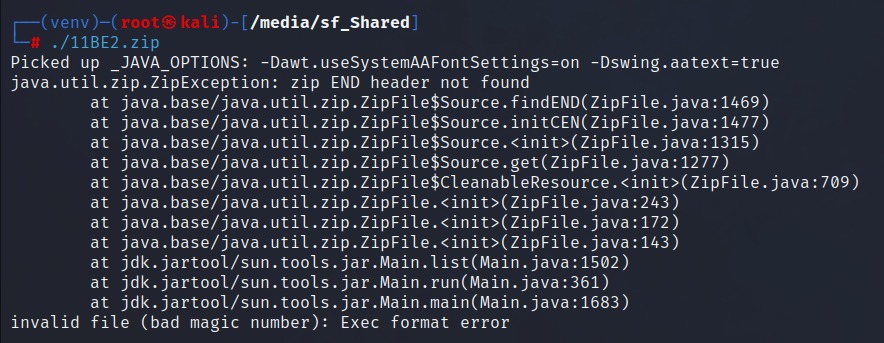 ┌──(venv)─(root㉿kali)-[/media/sf_Shared]
└─# ./11BE2.zip
Picked up _JAVA_OPTIONS: -Dawt.useSystemAAFontSettings=on -Dswing.aatext=true
java.util.zip.ZipException: zip END header not found
        at java.base/java.util.zip.ZipFile$Source.findEND(ZipFile.java:1469)
        at java.base/java.util.zip.ZipFile$Source.initCEN(ZipFile.java:1477)
        at java.base/java.util.zip.ZipFile$Source.<init>(ZipFile.java:1315)
        at java.base/java.util.zip.ZipFile$Source.get(ZipFile.java:1277)
        at java.base/java.util.zip.ZipFile$CleanableResource.<init>(ZipFile.java:709)
        at java.base/java.util.zip.ZipFile.<init>(ZipFile.java:243)
        at java.base/java.util.zip.ZipFile.<init>(ZipFile.java:172)
        at java.base/java.util.zip.ZipFile.<init>(ZipFile.java:143)
        at jdk.jartool/sun.tools.jar.Main.list(Main.java:1502)
        at jdk.jartool/sun.tools.jar.Main.run(Main.java:361)
        at jdk.jartool/sun.tools.jar.Main.main(Main.java:1683)
invalid file (bad magic number): Exec format error